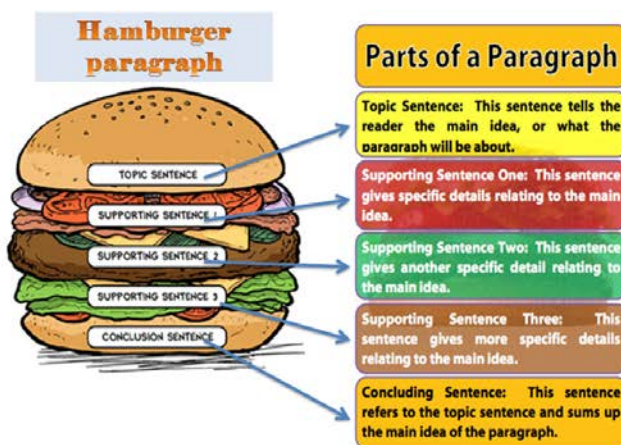 Hamburger
paragraph
TOPIC SENTENCE
SUPPORTING SENTENCE 1
SUPPORTING SENTENCE 2
SUPPORTING SENTENCE 3
CONCLUSION SENTENCE
Parts of a Paragraph
Topic Sentence: This sentence tells the
reader the main idea, or what the
paragraph will be about.
Supporting Sentence One: This sentence
gives specific details relating to the main
idea.
Supporting Sentence Two: This sentence
gives another specific detail relating to
the main idea.
Supporting Sentence Three: This
sentence gives more specific details
relating to the main idea.
Concluding Sentence: This sentence
refers to the topic sentence and sums up
the main idea of the paragraph.